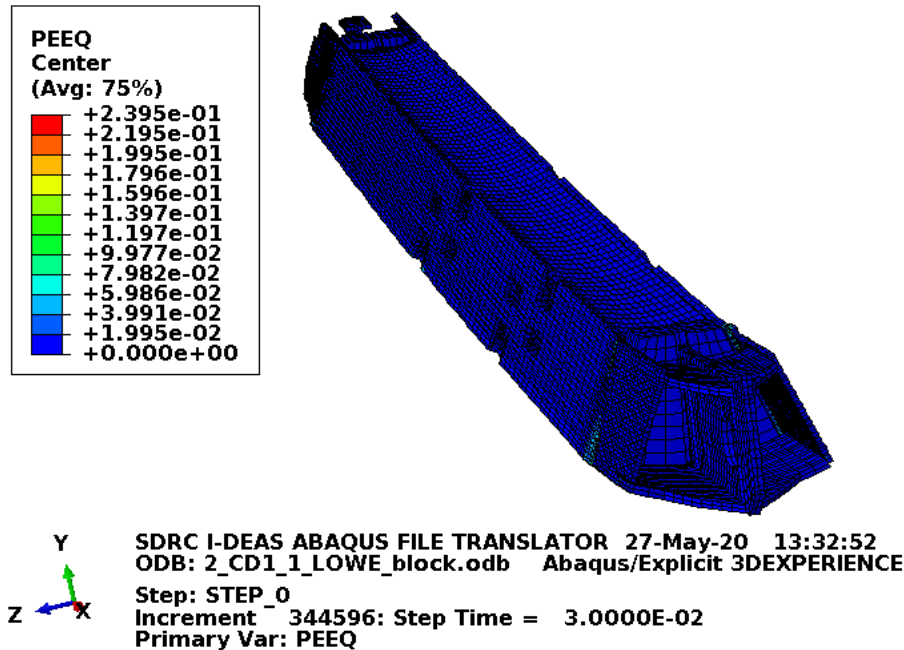 PEEQ
Center
(Avg: 75%)
+2.395e-01
+2.195e-01
+1.995e-01
+1.796e-01
+1.596e-01
+1.397e-01
+1.197e-01
+9.977e-02
+7.982e-02
+5.986e-02
+3.991e-02
+1.995e-02
+0.000e+00
Y
Z
X
SDRC I-DEAS ABAQUS FILE TRANSLATOR 27-May-20 13:32:52
ODB: 2_CD1_1_LOWE_block.odb Abaqus/Explicit 3DEXPERIENCE
Step: STEP_0
Increment 344596: Step Time = 3.0000E-02
Primary Var: PEEQ